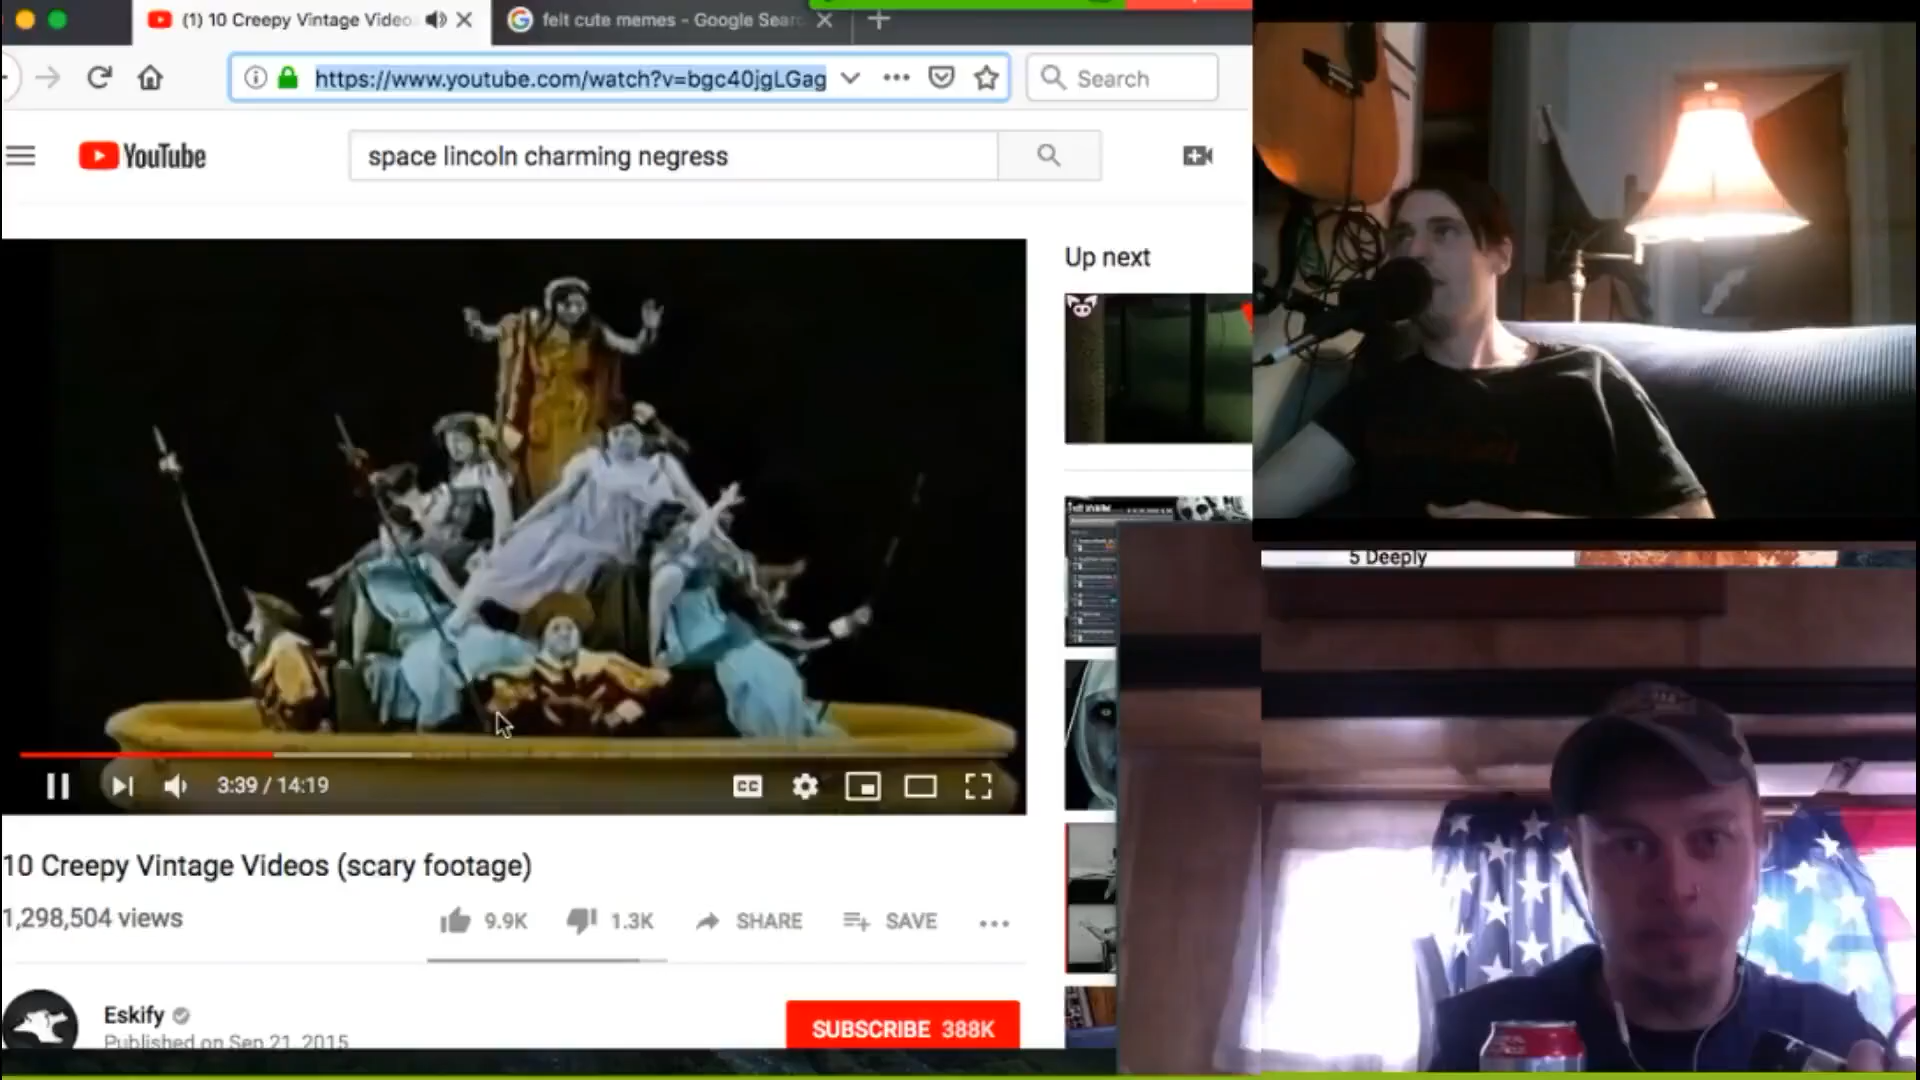 (1) 10 Creepy Vintage Video
felt cute memes - Google Sear
https://www.youtube.com/watch?v=bgc40jgLGag
Search
YouTube
space lincoln charming negress
Up next
3:39 / 14:19
CC
5 Deeply
10 Creepy Vintage Videos (scary footage)
1,298,504 views
9.9K
1.3K
SHARE
SAVE
Eskify
Published on Sep 21, 2015
SUBSCRIBE 388K